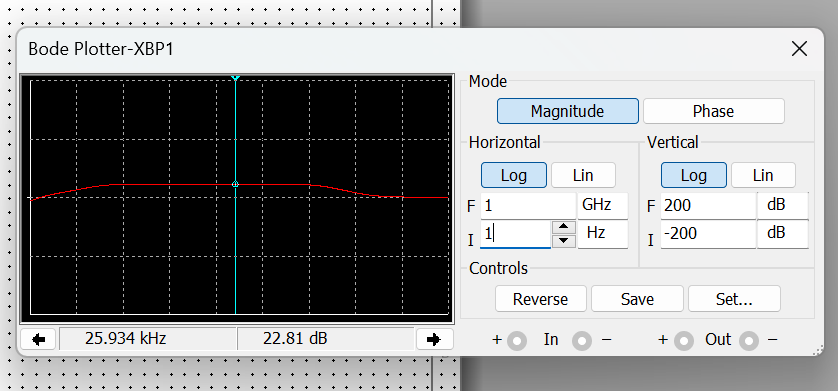 Bode Plotter-XBP1
Mode
Magnitude Phase
Horizontal Vertical
Log Lin Log Lin
F 1 GHz F 200 dB
I 1 Hz I -200 dB
Controls
Reverse Save Set...
25.934 kHz 22.81 dB + In − + Out −